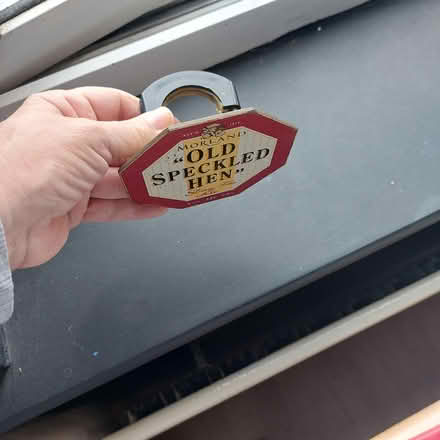 MORLAND
"OLD
SPECKLED
HEN"